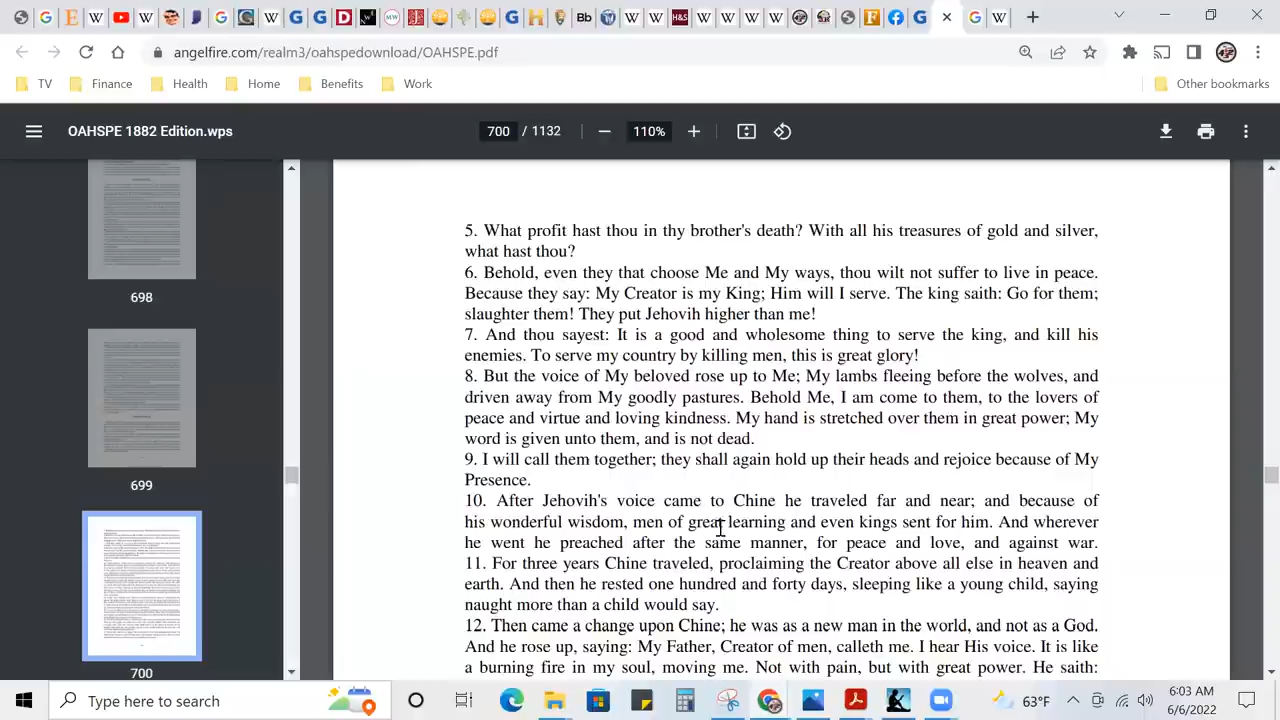 angelfire.com/realm3/oahspedownload/OAHSPE.pdf
TV Finance Health Home Benefits Work Other bookmarks
OAHSPE 1882 Edition.wps 700 / 1132 110%
698
699
700
5. What profit hast thou in thy brother's death? With all his treasures of gold and silver,
what hast thou?
6. Behold, even they that choose Me and My ways, thou wilt not suffer to live in peace.
Because they say: My Creator is my King; Him will I serve. The king saith: Go for them;
slaughter them! They put Jehovih higher than me!
7. And thou sayest: It is a good and wholesome thing to serve the king, and kill his
enemies. To serve my country by killing men, this is great glory!
8. But the voice of My beloved rose up to Me; My lambs fleeing before the wolves, and
driven away from My goodly pastures. Behold Me, I am come to them, to the lovers of
peace and virtue and loving kindness. My hand is stretched over them in great power; My
word is given unto them, and is not dead.
9. I will call them together; they shall again hold up their heads and rejoice because of My
Presence.
10. After Jehovih's voice came to Chine he traveled far and near; and because of
his wonderful wisdom, men of great learning and even kings sent for him. And wherever
he went he preached after the same manner, for peace and love, and against war.
11. For three years Chine traveled, proclaiming the Creator above all else in heaven and
earth. And then he rested one hundred and forty days, sleeping like a young child, saying
naught more than a child would say.
12. Then came a change upon Chine; he was as a new man in the world, and not as a God.
And he rose up, saying: My Father, Creator of men, calleth me. I hear His voice. It is like
a burning fire in my soul, moving me. Not with pain, but with great power. He saith:
Type here to search
63°F
6:03 AM
6/6/2022